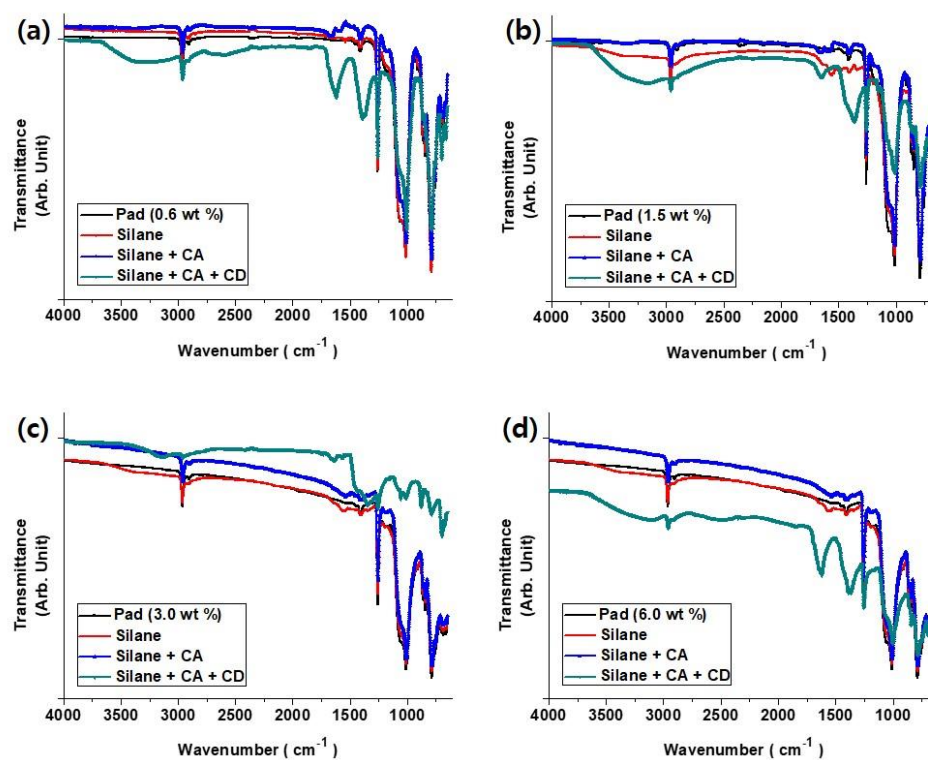 (a)
Transmittance
(Arb. Unit)
Pad (0.6 wt %)
Silane
Silane + CA
Silane + CA + CD
4000 3500 3000 2500 2000 1500 1000
Wavenumber ( cm-1 )
(b)
Transmittance
(Arb. Unit)
Pad (1.5 wt %)
Silane
Silane + CA
Silane + CA + CD
4000 3500 3000 2500 2000 1500 1000
Wavenumber ( cm-1 )
(c)
Transmittance
(Arb. Unit)
Pad (3.0 wt %)
Silane
Silane + CA
Silane + CA + CD
4000 3500 3000 2500 2000 1500 1000
Wavenumber ( cm-1 )
(d)
Transmittance
(Arb. Unit)
Pad (6.0 wt %)
Silane
Silane + CA
Silane + CA + CD
4000 3500 3000 2500 2000 1500 1000
Wavenumber ( cm-1 )